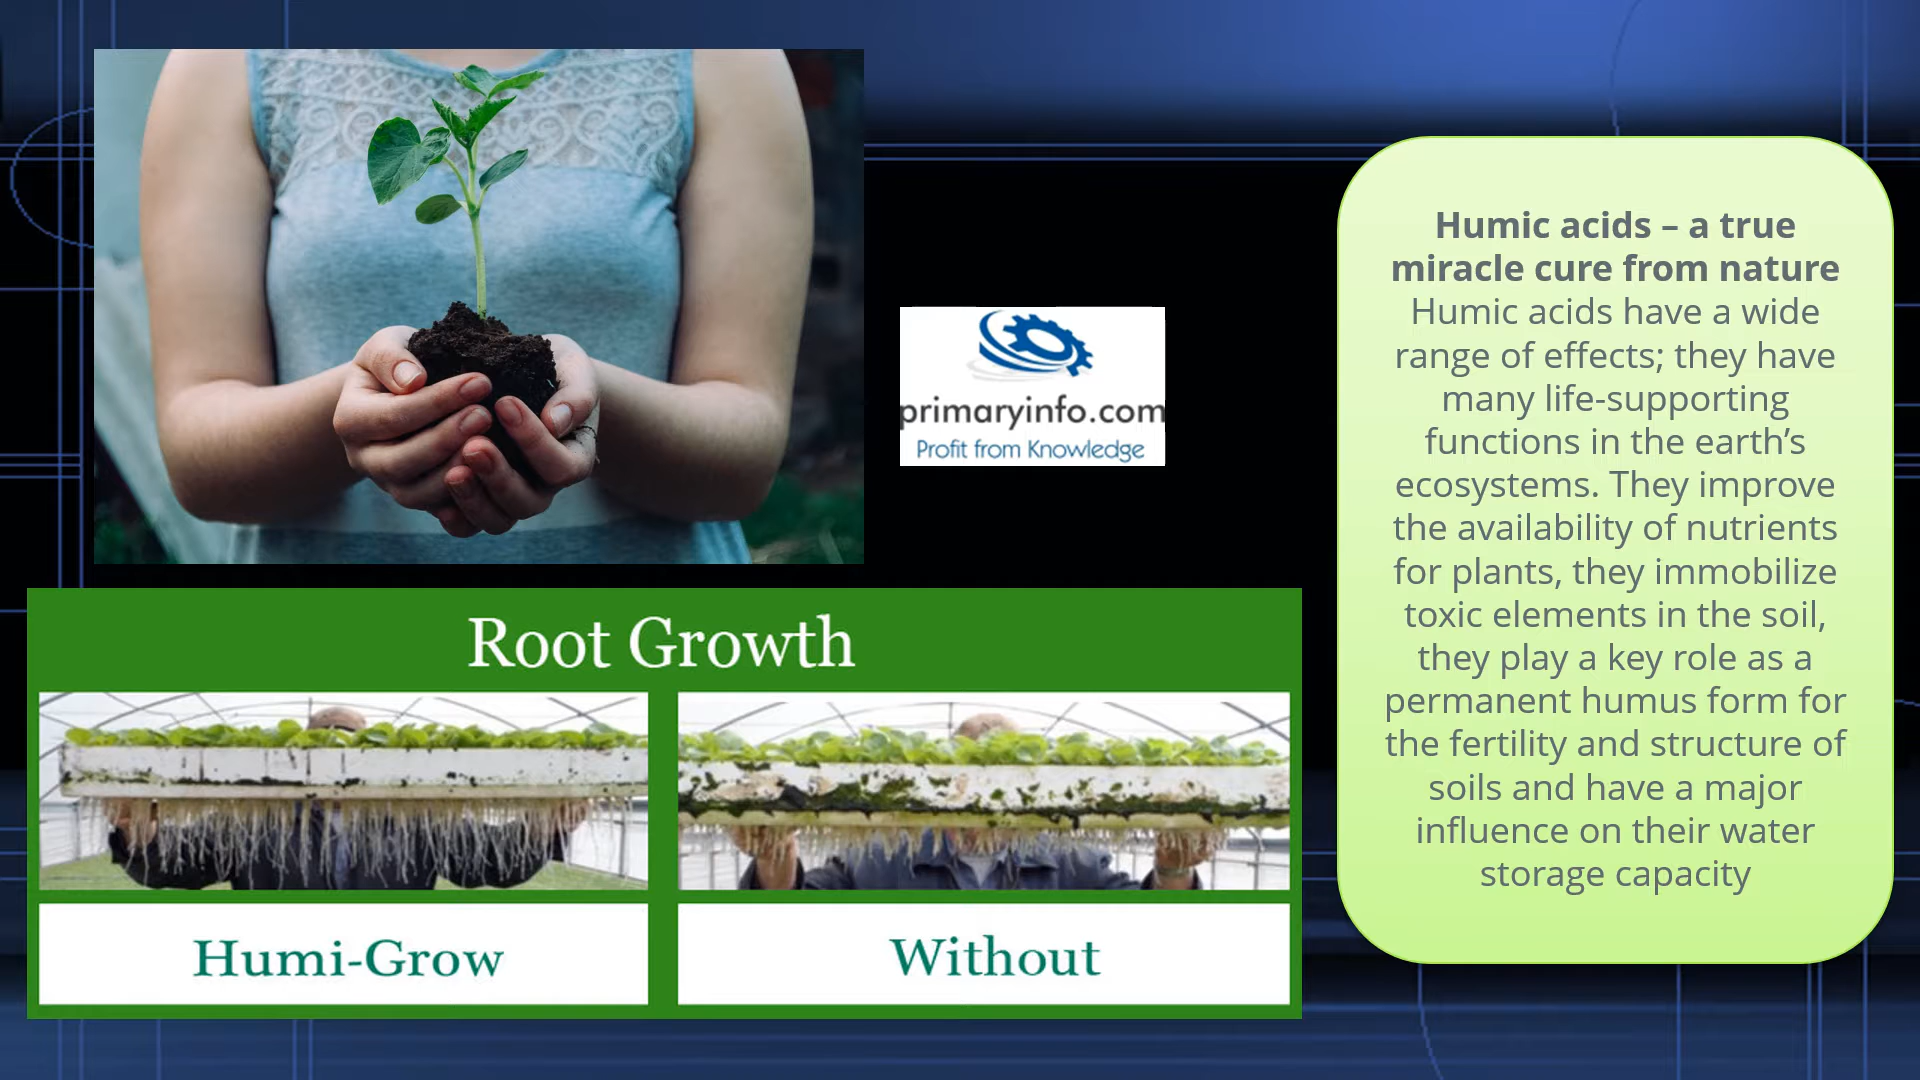 primaryinfo.com
Profit from Knowledge
Root Growth
Humi-Grow
Without
Humic acids – a true
miracle cure from nature
Humic acids have a wide
range of effects; they have
many life-supporting
functions in the earth’s
ecosystems. They improve
the availability of nutrients
for plants, they immobilize
toxic elements in the soil,
they play a key role as a
permanent humus form for
the fertility and structure of
soils and have a major
influence on their water
storage capacity